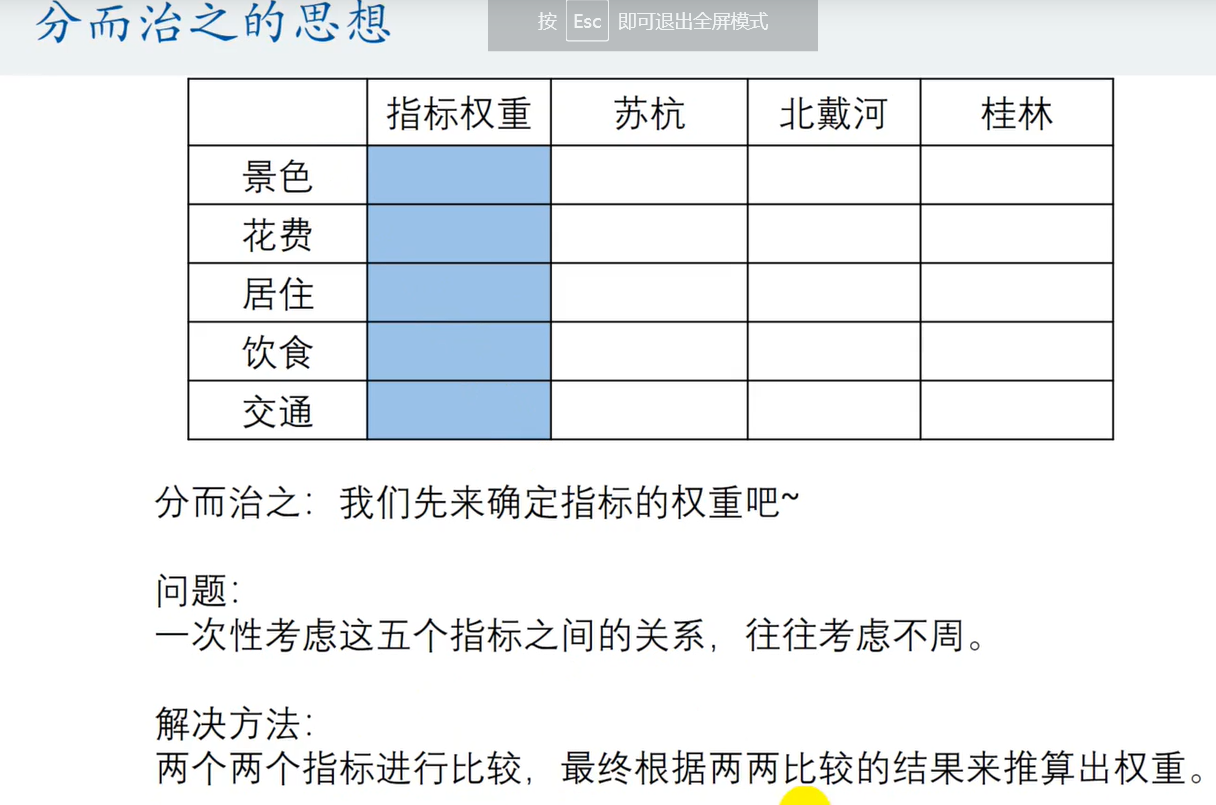 分而治之的思想
按 Esc 即可退出全屏模式
指标权重 苏杭 北戴河 桂林
景色
花费
居住
饮食
交通
分而治之：我们先来确定指标的权重吧~
问题：
一次性考虑这五个指标之间的关系，往往考虑不周。
解决方法：
两个两个指标进行比较，最终根据两两比较的结果来推算出权重。